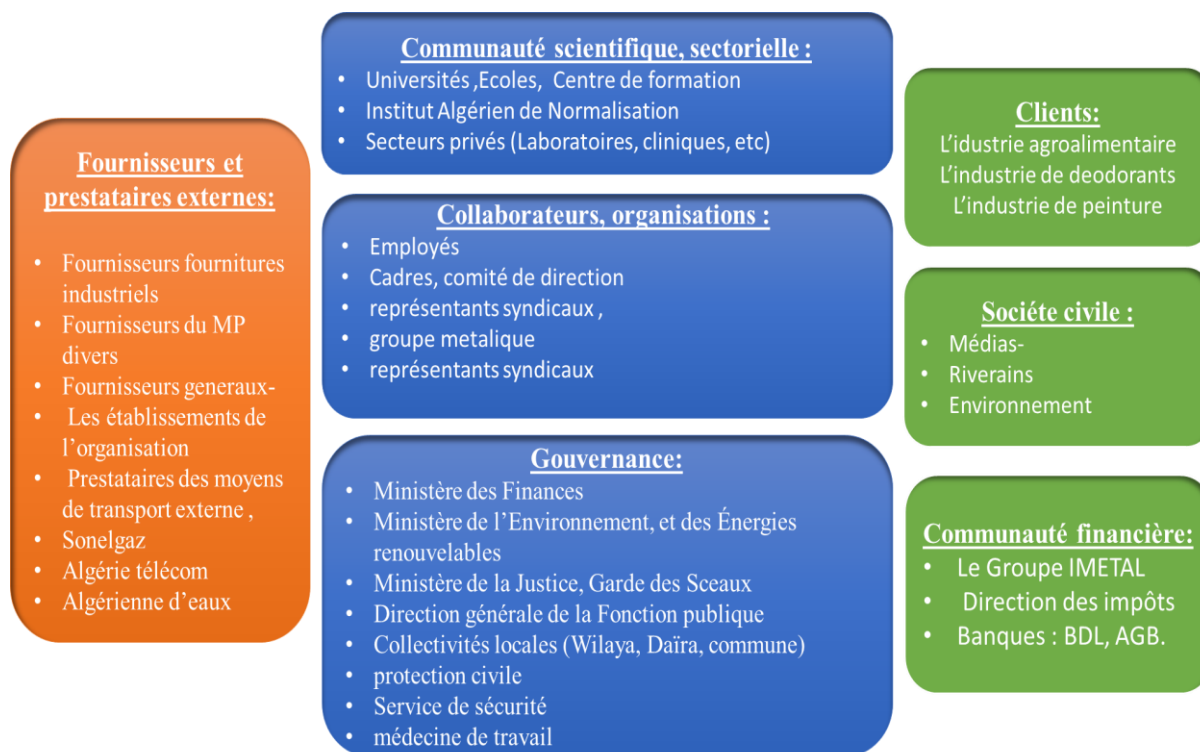 Fournisseurs et
prestataires externes:
• Fournisseurs fournitures
industriels
• Fournisseurs du MP
divers
• Fournisseurs generaux-
• Les établissements de
l’organisation
• Prestataires des moyens
de transport externe ,
• Sonelgaz
• Algérie télécom
• Algérienne d’eaux
Communauté scientifique, sectorielle :
• Universités ,Ecoles, Centre de formation
• Institut Algérien de Normalisation
• Secteurs privés (Laboratoires, cliniques, etc)
Collaborateurs, organisations :
• Employés
• Cadres, comité de direction
• représentants syndicaux ,
• groupe metalique
• représentants syndicaux
Gouvernance:
• Ministère des Finances
• Ministère de l’Environnement, et des Énergies
renouvelables
• Ministère de la Justice, Garde des Sceaux
• Direction générale de la Fonction publique
• Collectivités locales (Wilaya, Daïra, commune)
• protection civile
• Service de sécurité
• médecine de travail
Clients:
L’idustrie agroalimentaire
L’industrie de deodorants
L’industrie de peinture
Sociéte civile :
• Médias-
• Riverains
• Environnement
Communauté financière:
• Le Groupe IMETAL
• Direction des impôts
• Banques : BDL, AGB.